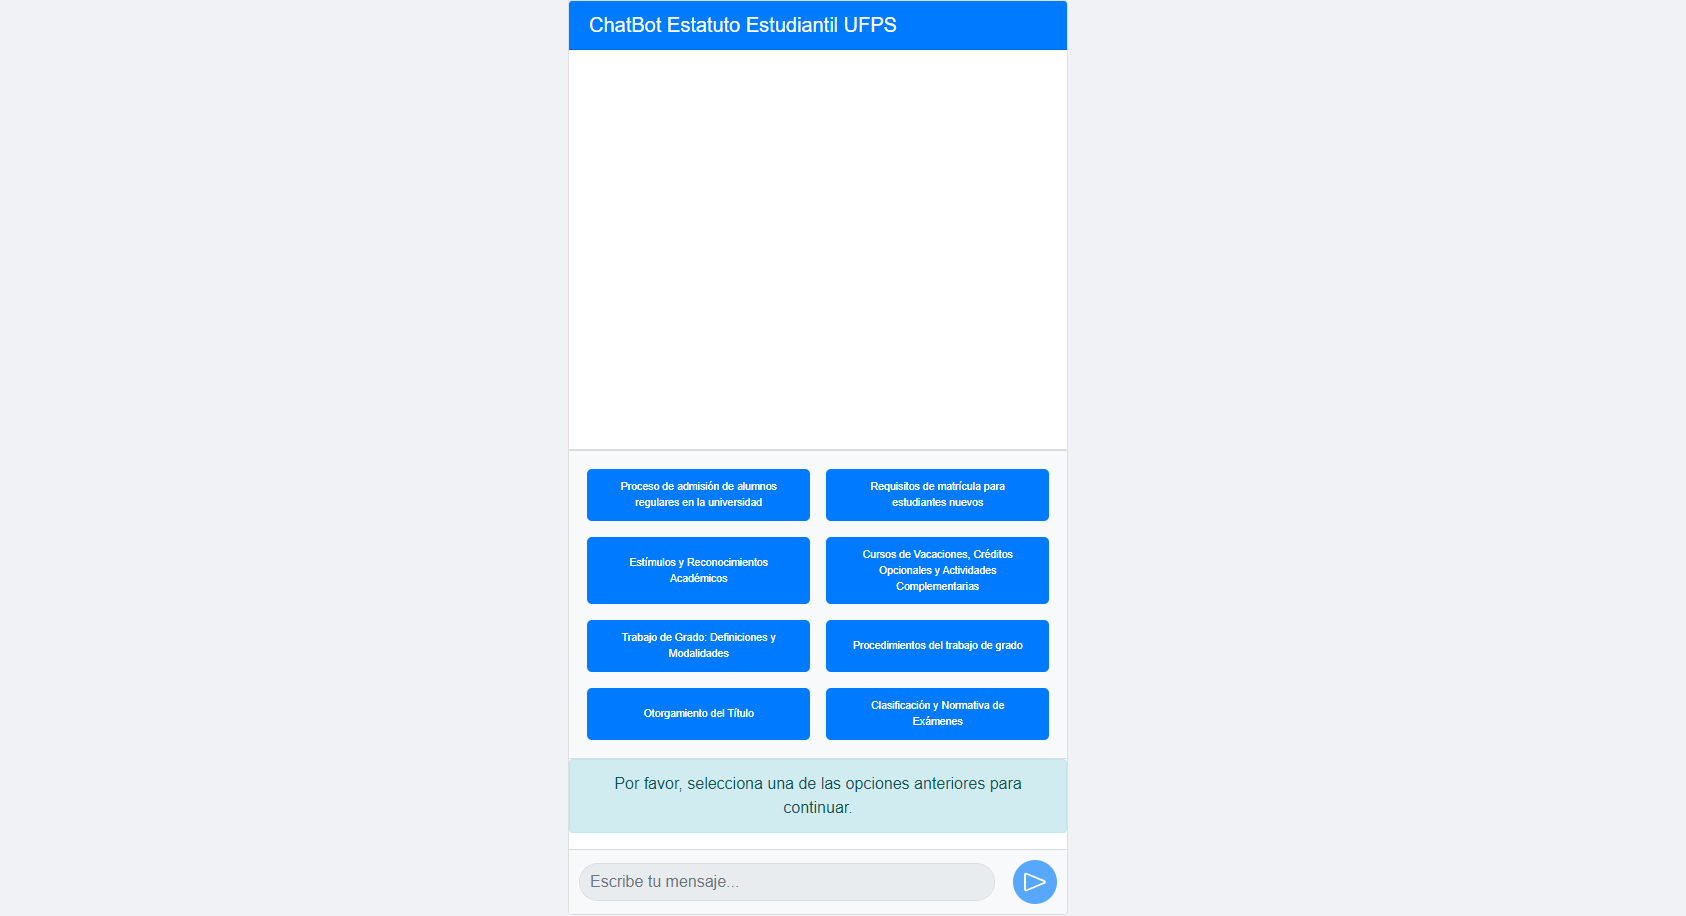 ChatBot Estatuto Estudiantil UFPS
Proceso de admisión de alumnos
regulares en la universidad
Requisitos de matrícula para
estudiantes nuevos
Estímulos y Reconocimientos
Académicos
Cursos de Vacaciones, Créditos
Opcionales y Actividades
Complementarias
Trabajo de Grado: Definiciones y
Modalidades
Procedimientos del trabajo de grado
Otorgamiento del Título
Clasificación y Normativa de
Exámenes
Por favor, selecciona una de las opciones anteriores para
continuar.
Escribe tu mensaje...